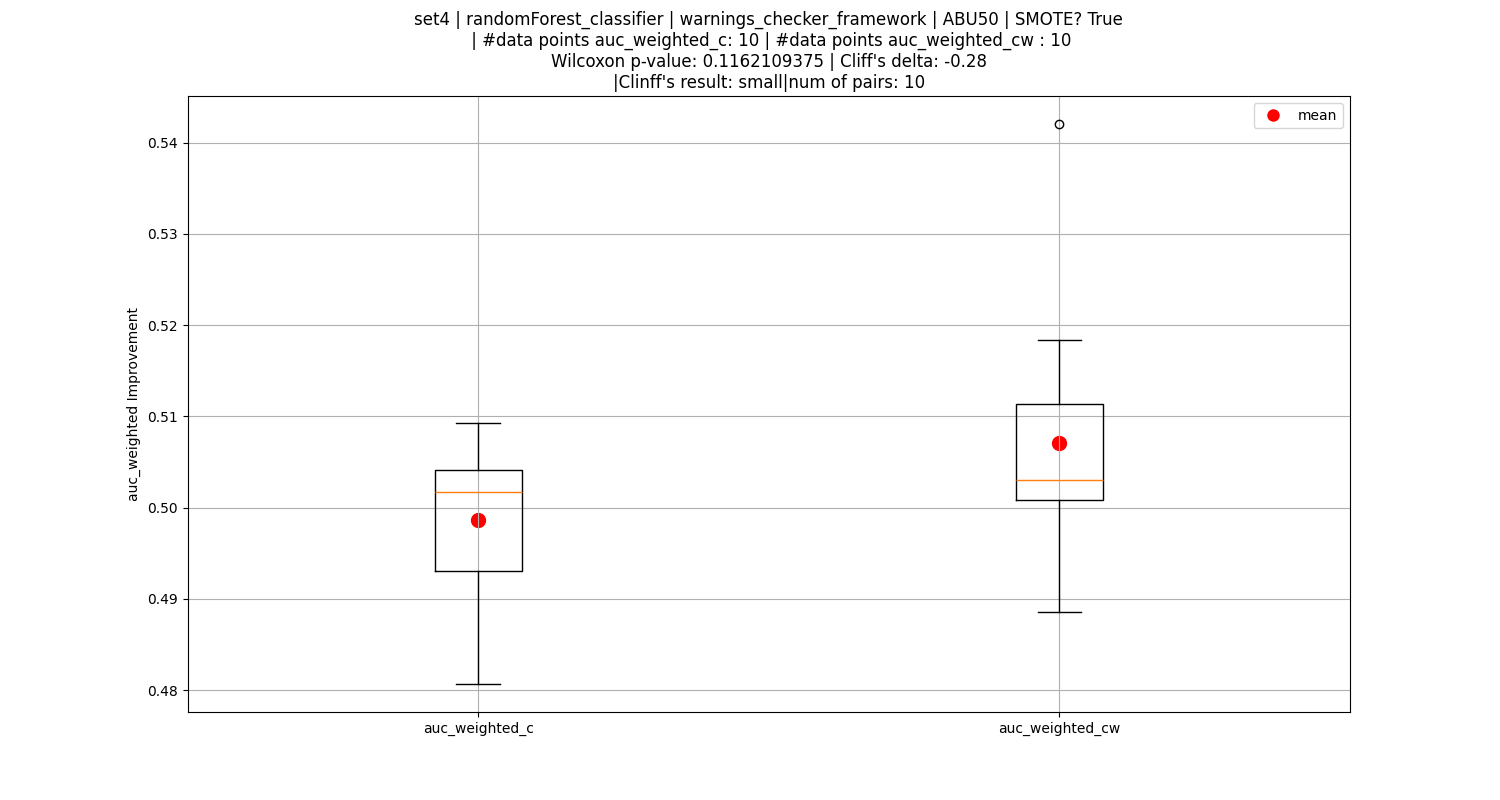 set4 | randomForest_classifier | warnings_checker_framework | ABU50 | SMOTE? True
| #data points auc_weighted_c: 10 | #data points auc_weighted_cw : 10
Wilcoxon p-value: 0.1162109375 | Cliff's delta: -0.28
|Clinff's result: small|num of pairs: 10
mean
0.54
0.53
0.52
0.51
0.50
0.49
0.48
auc_weighted Improvement
auc_weighted_c
auc_weighted_cw